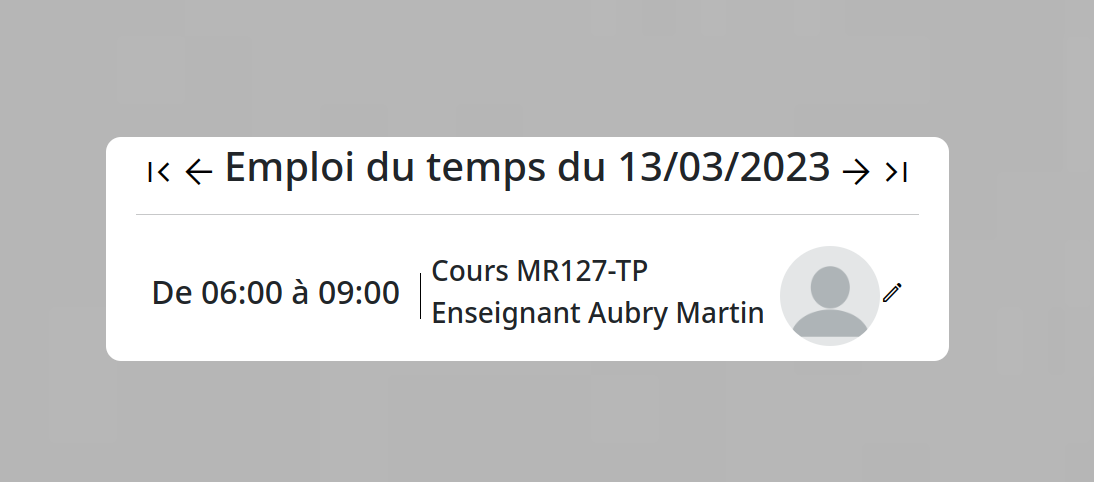 Emploi du temps du 13/03/2023
De 06:00 à 09:00
Cours MR127-TP
Enseignant Aubry Martin